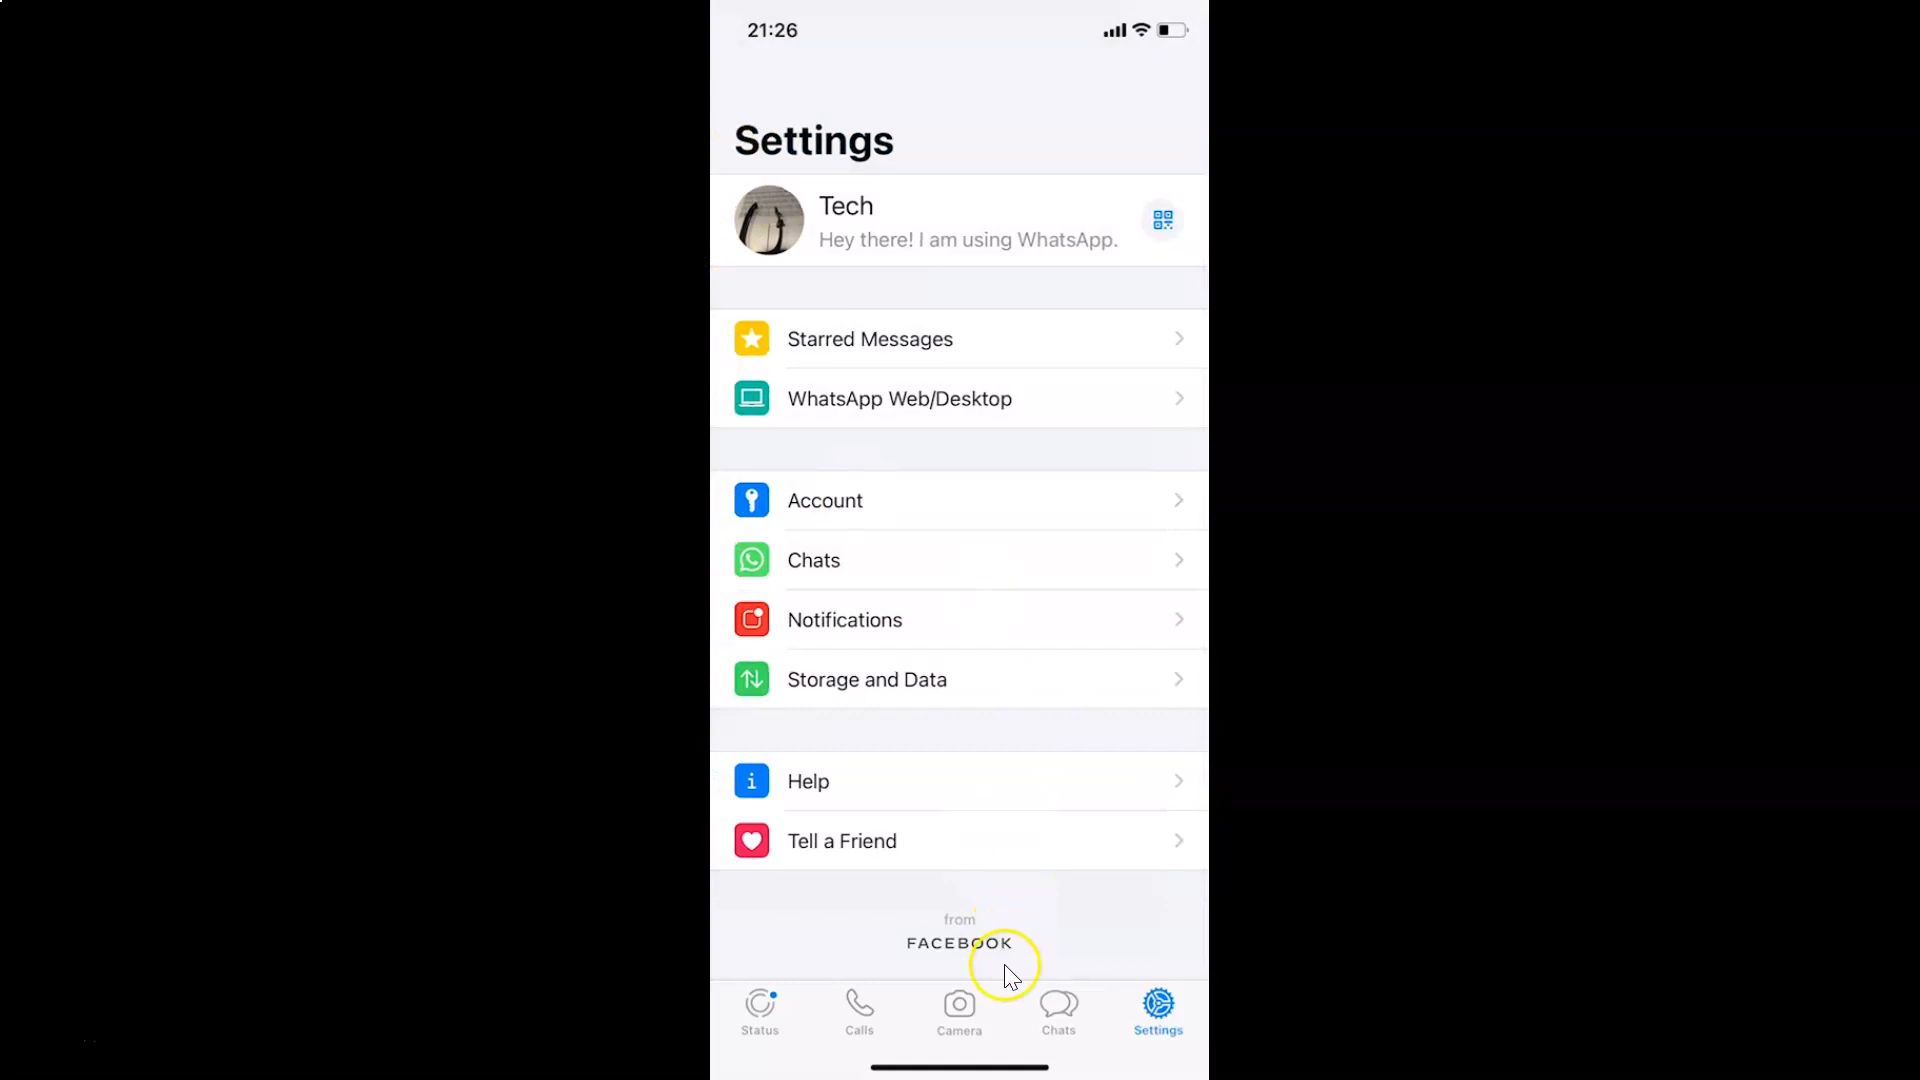 21:26
Settings
Tech
Hey there! I am using WhatsApp.
Starred Messages
WhatsApp Web/Desktop
Account
Chats
Notifications
Storage and Data
Help
Tell a Friend
from
FACEBOOK
Status
Calls
Camera
Chats
Settings